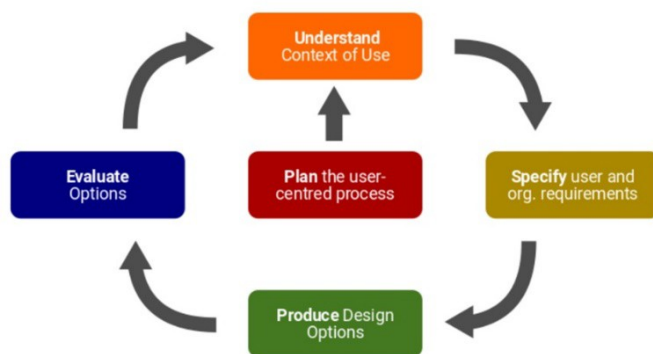 Understand
Context of Use
Evaluate
Options
Plan the user-
centred process
Specify user and
org. requirements
Produce Design
Options